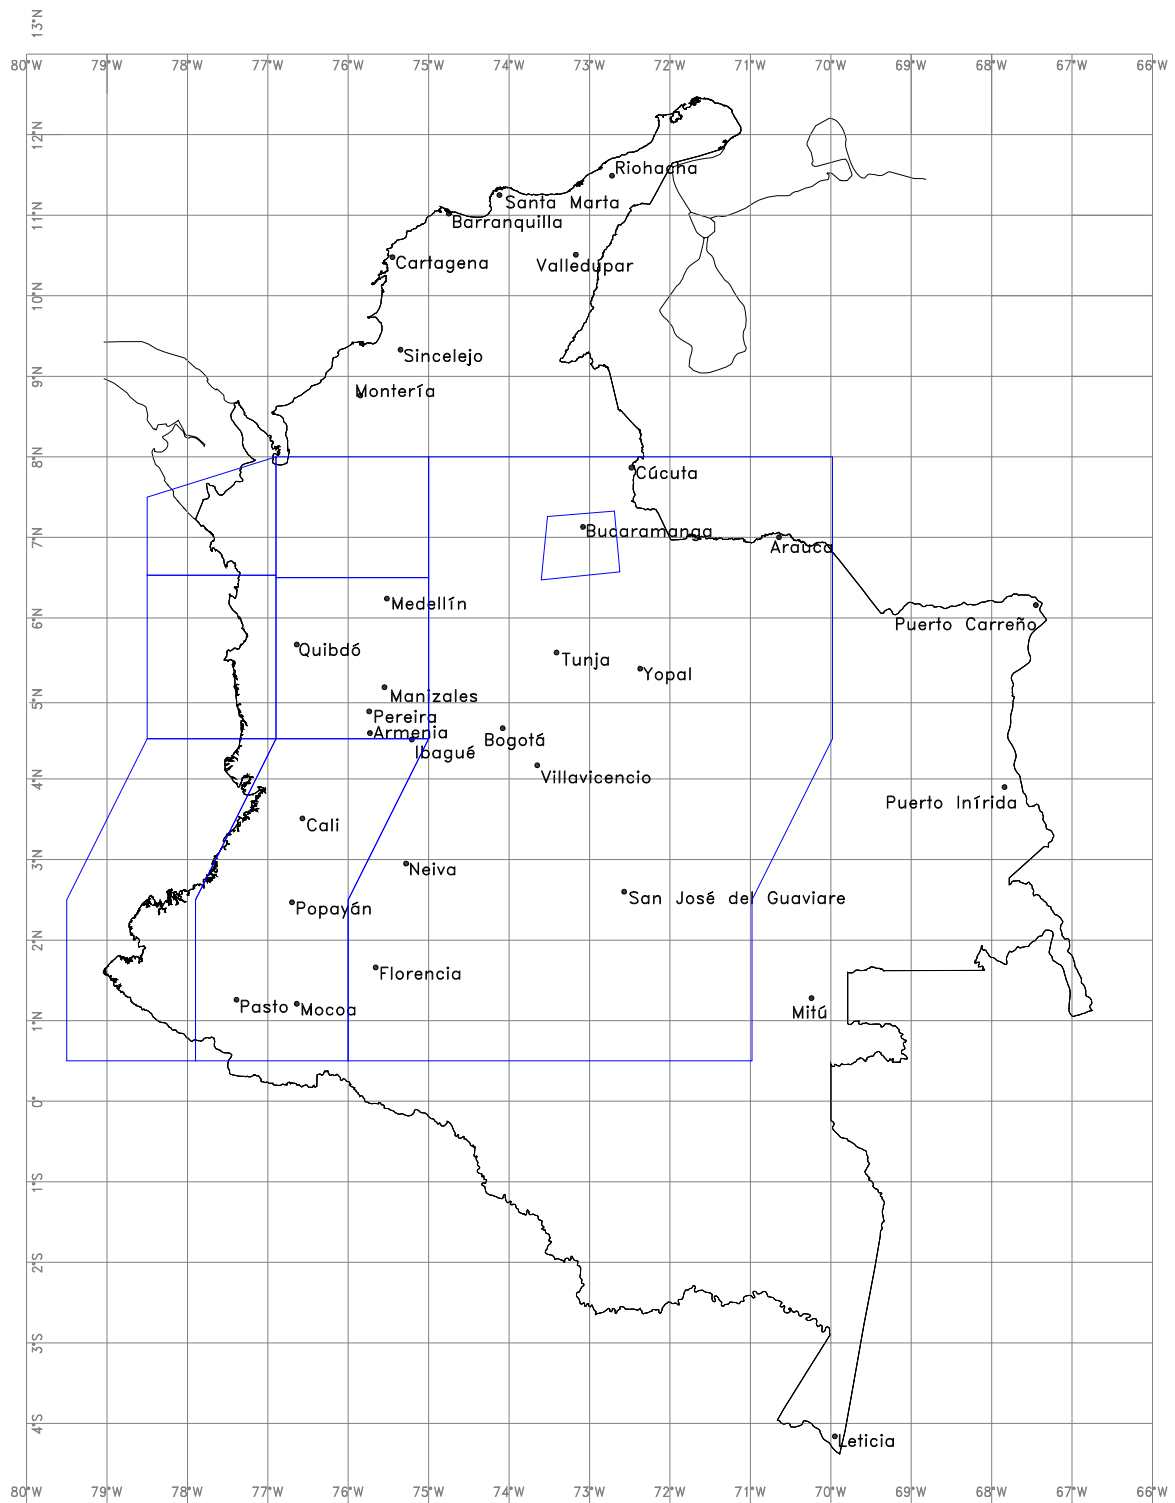 13°N
80°W 79°W 78°W 77°W 76°W 75°W 74°W 73°W 72°W 71°W 70°W 69°W 68°W 67°W 66°W
12°N
Riohacha
Santa Marta
11°N
Barranquilla
Cartagena
Valledupar
10°N
Sincelejo
9°N
Montería
8°N
Cúcuta
7°N
Bucaramanga
Arauca
Medellín
6°N
Puerto Carreño
Quibdó
Tunja
Yopal
Manizales
5°N
Pereira
Armenia
Bogotá
Ibagué
4°N
Villavicencio
Puerto Inírida
Cali
3°N
Neiva
San José del Guaviare
Popayán
2°N
Florencia
Pasto
Mocoa
Mitú
1°N
0°
1°S
2°S
3°S
4°S
Leticia
80°W 79°W 78°W 77°W 76°W 75°W 74°W 73°W 72°W 71°W 70°W 69°W 68°W 67°W 66°W